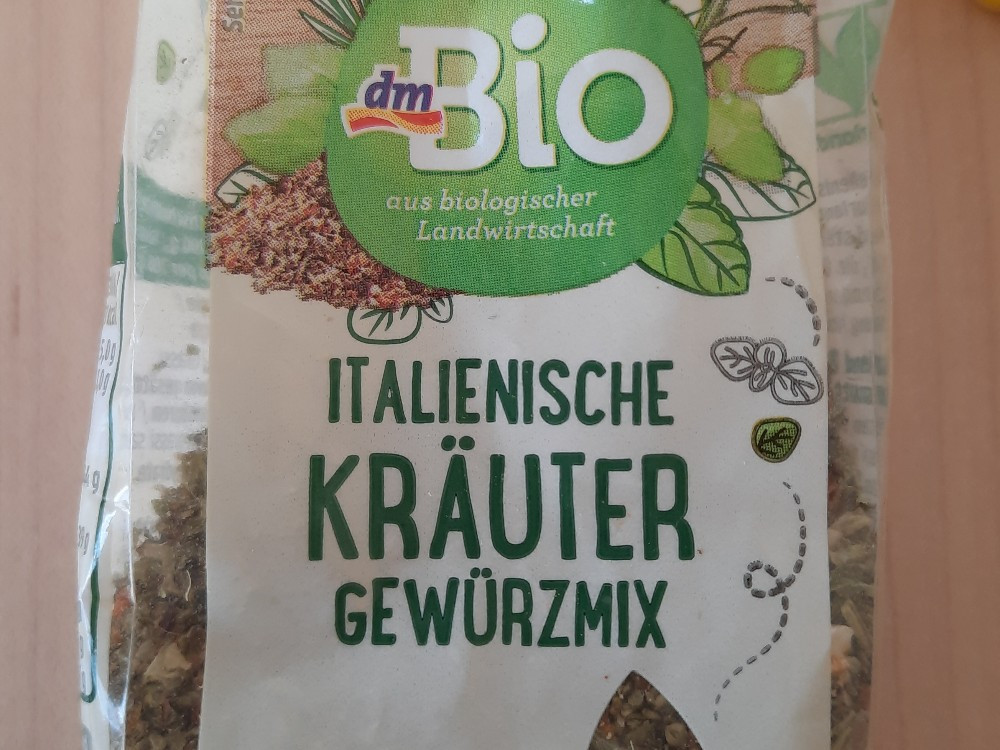 dm
Bio
aus biologischer
Landwirtschaft
ITALIENISCHE
KRÄUTER
GEWÜRZMIX